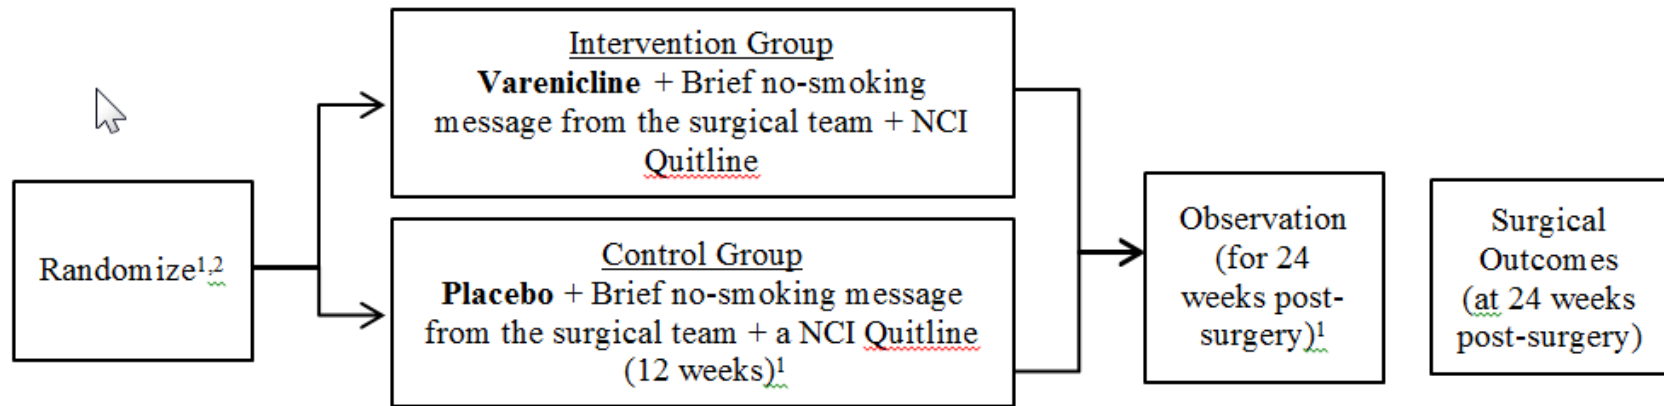 Randomize1,2
Intervention Group
Varenicline + Brief no-smoking
message from the surgical team + NCI
Quitline
Control Group
Placebo + Brief no-smoking message
from the surgical team + a NCI Quitline
(12 weeks)1
Observation
(for 24
weeks post-
surgery)1
Surgical
Outcomes
(at 24 weeks
post-surgery)